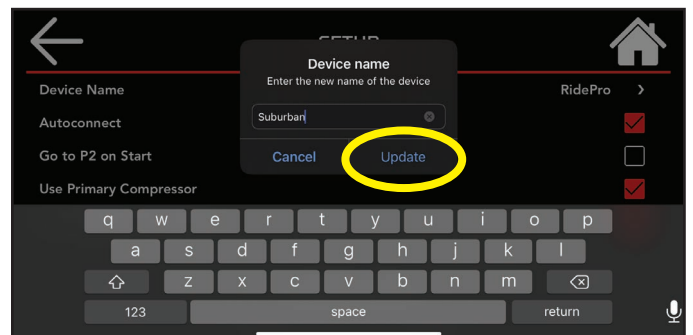 SETUP
Device name
Enter the new name of the device
Device Name
RidePro >
Suburban
Autoconnect
Cancel
Update
Go to P2 on Start
Use Primary Compressor
q w e r t y u i o p
a s d f g h j k l
z x c v b n m
123 space return